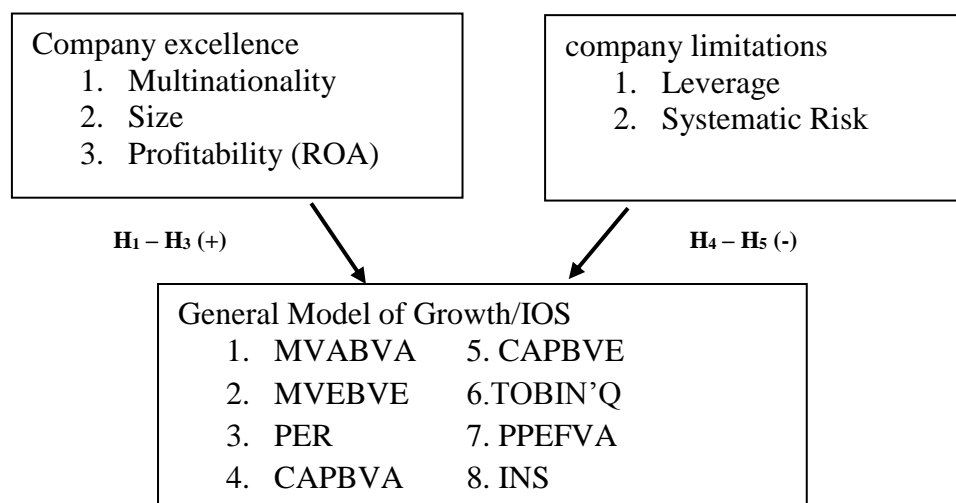 Company excellence
1. Multinationality
2. Size
3. Profitability (ROA)
company limitations
1. Leverage
2. Systematic Risk
H1 – H3 (+)
H4 – H5 (-)
General Model of Growth/IOS
1. MVABVA 5. CAPBVE
2. MVEBVE 6.TOBIN’Q
3. PER 7. PPEFVA
4. CAPBVA 8. INS